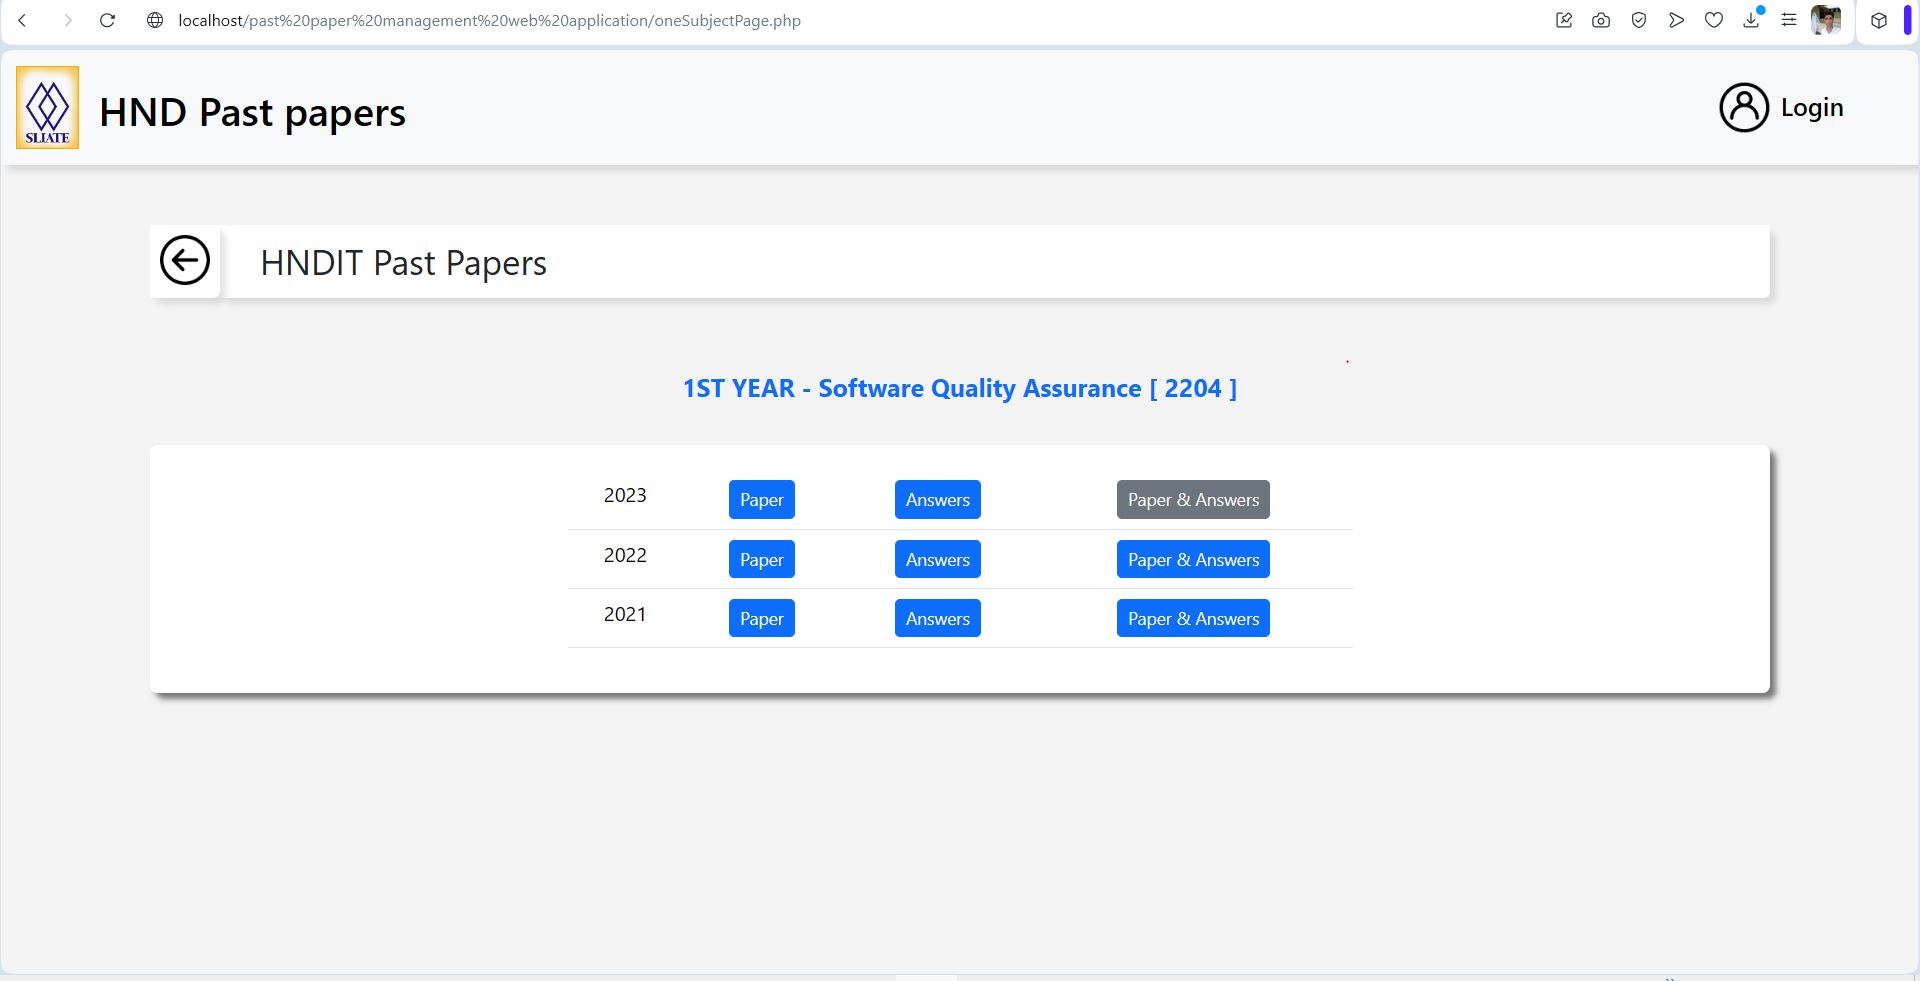 localhost/past%20paper%20management%20web%20application/oneSubjectPage.php
SLIATE
HND Past papers
Login
HNDIT Past Papers
1ST YEAR - Software Quality Assurance [ 2204 ]
2023 Paper Answers Paper & Answers
2022 Paper Answers Paper & Answers
2021 Paper Answers Paper & Answers